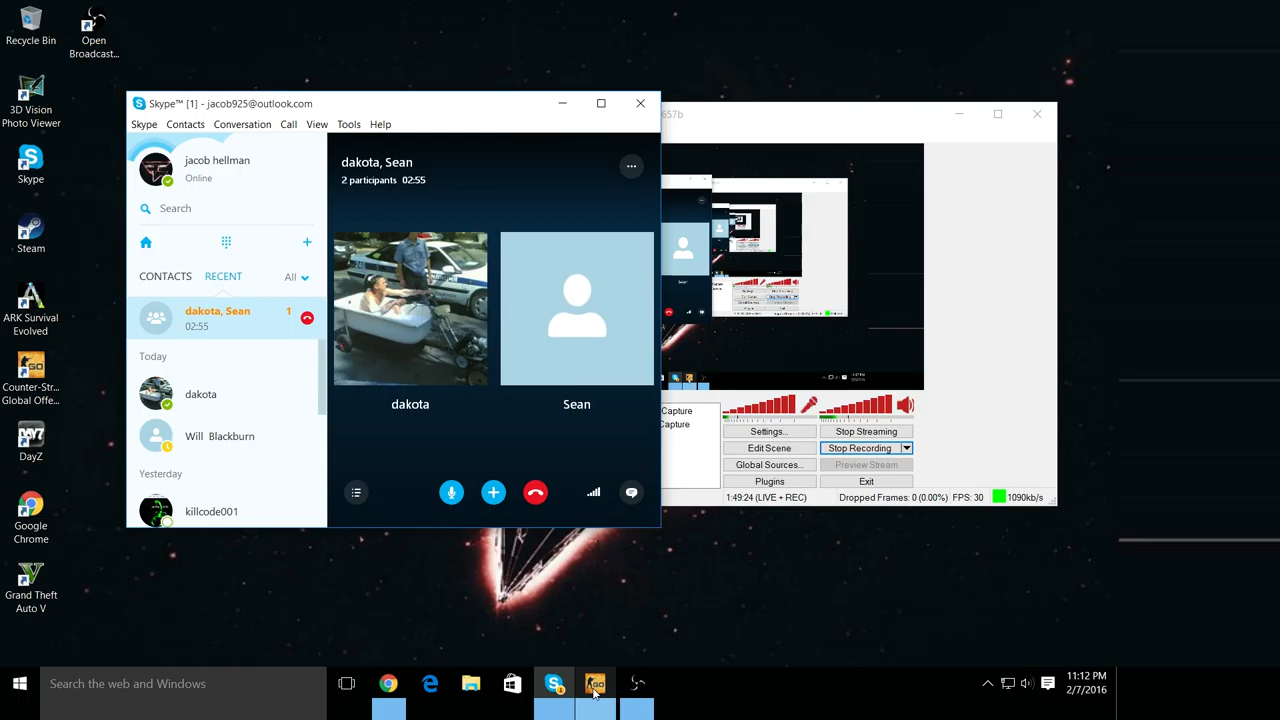 Recycle Bin
Open
Broadcast...
3D Vision
Photo Viewer
Skype
Steam
ARK Survival
Evolved
Counter-Str...
Global Offe...
DayZ
Google
Chrome
Grand Theft
Auto V
Skype™ [1] - jacob925@outlook.com
Skype Contacts Conversation Call View Tools Help
jacob hellman
Online
Search
CONTACTS RECENT All
dakota, Sean 1
02:55
Today
dakota
Will Blackburn
Yesterday
killcode001
dakota, Sean
2 participants 02:55
dakota
Sean
657b
Capture
Capture
Settings... Stop Streaming
Edit Scene Stop Recording
Global Sources... Preview Stream
Plugins Exit
1:49:24 (LIVE + REC) Dropped Frames: 0 (0.00%) FPS: 30 1090kb/s
Search the web and Windows
GO
11:12 PM
2/7/2016